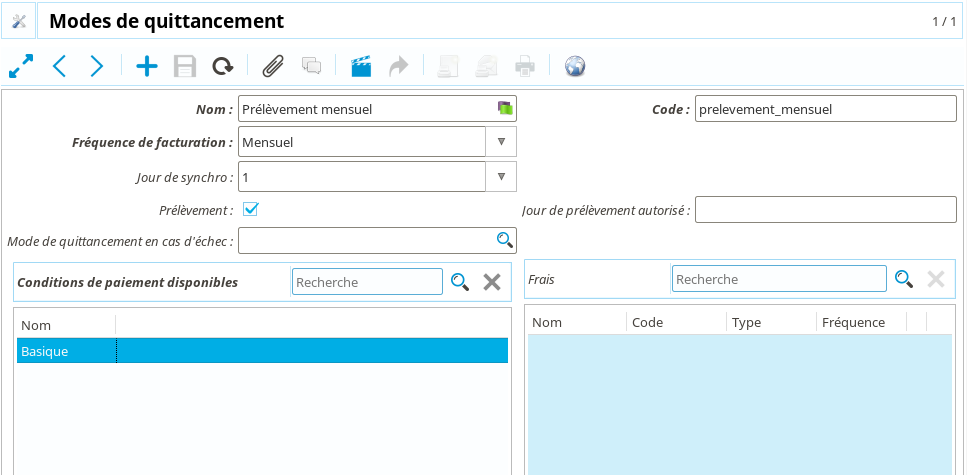 Modes de quittancement
1 / 1
Nom :
Prélèvement mensuel
Code :
prelevement_mensuel
Fréquence de facturation :
Mensuel
Jour de synchro :
1
Prélèvement :
Jour de prélèvement autorisé :
Mode de quittancement en cas d'échec :
Conditions de paiement disponibles
Recherche
Frais
Recherche
Nom
Basique
Nom
Code
Type
Fréquence